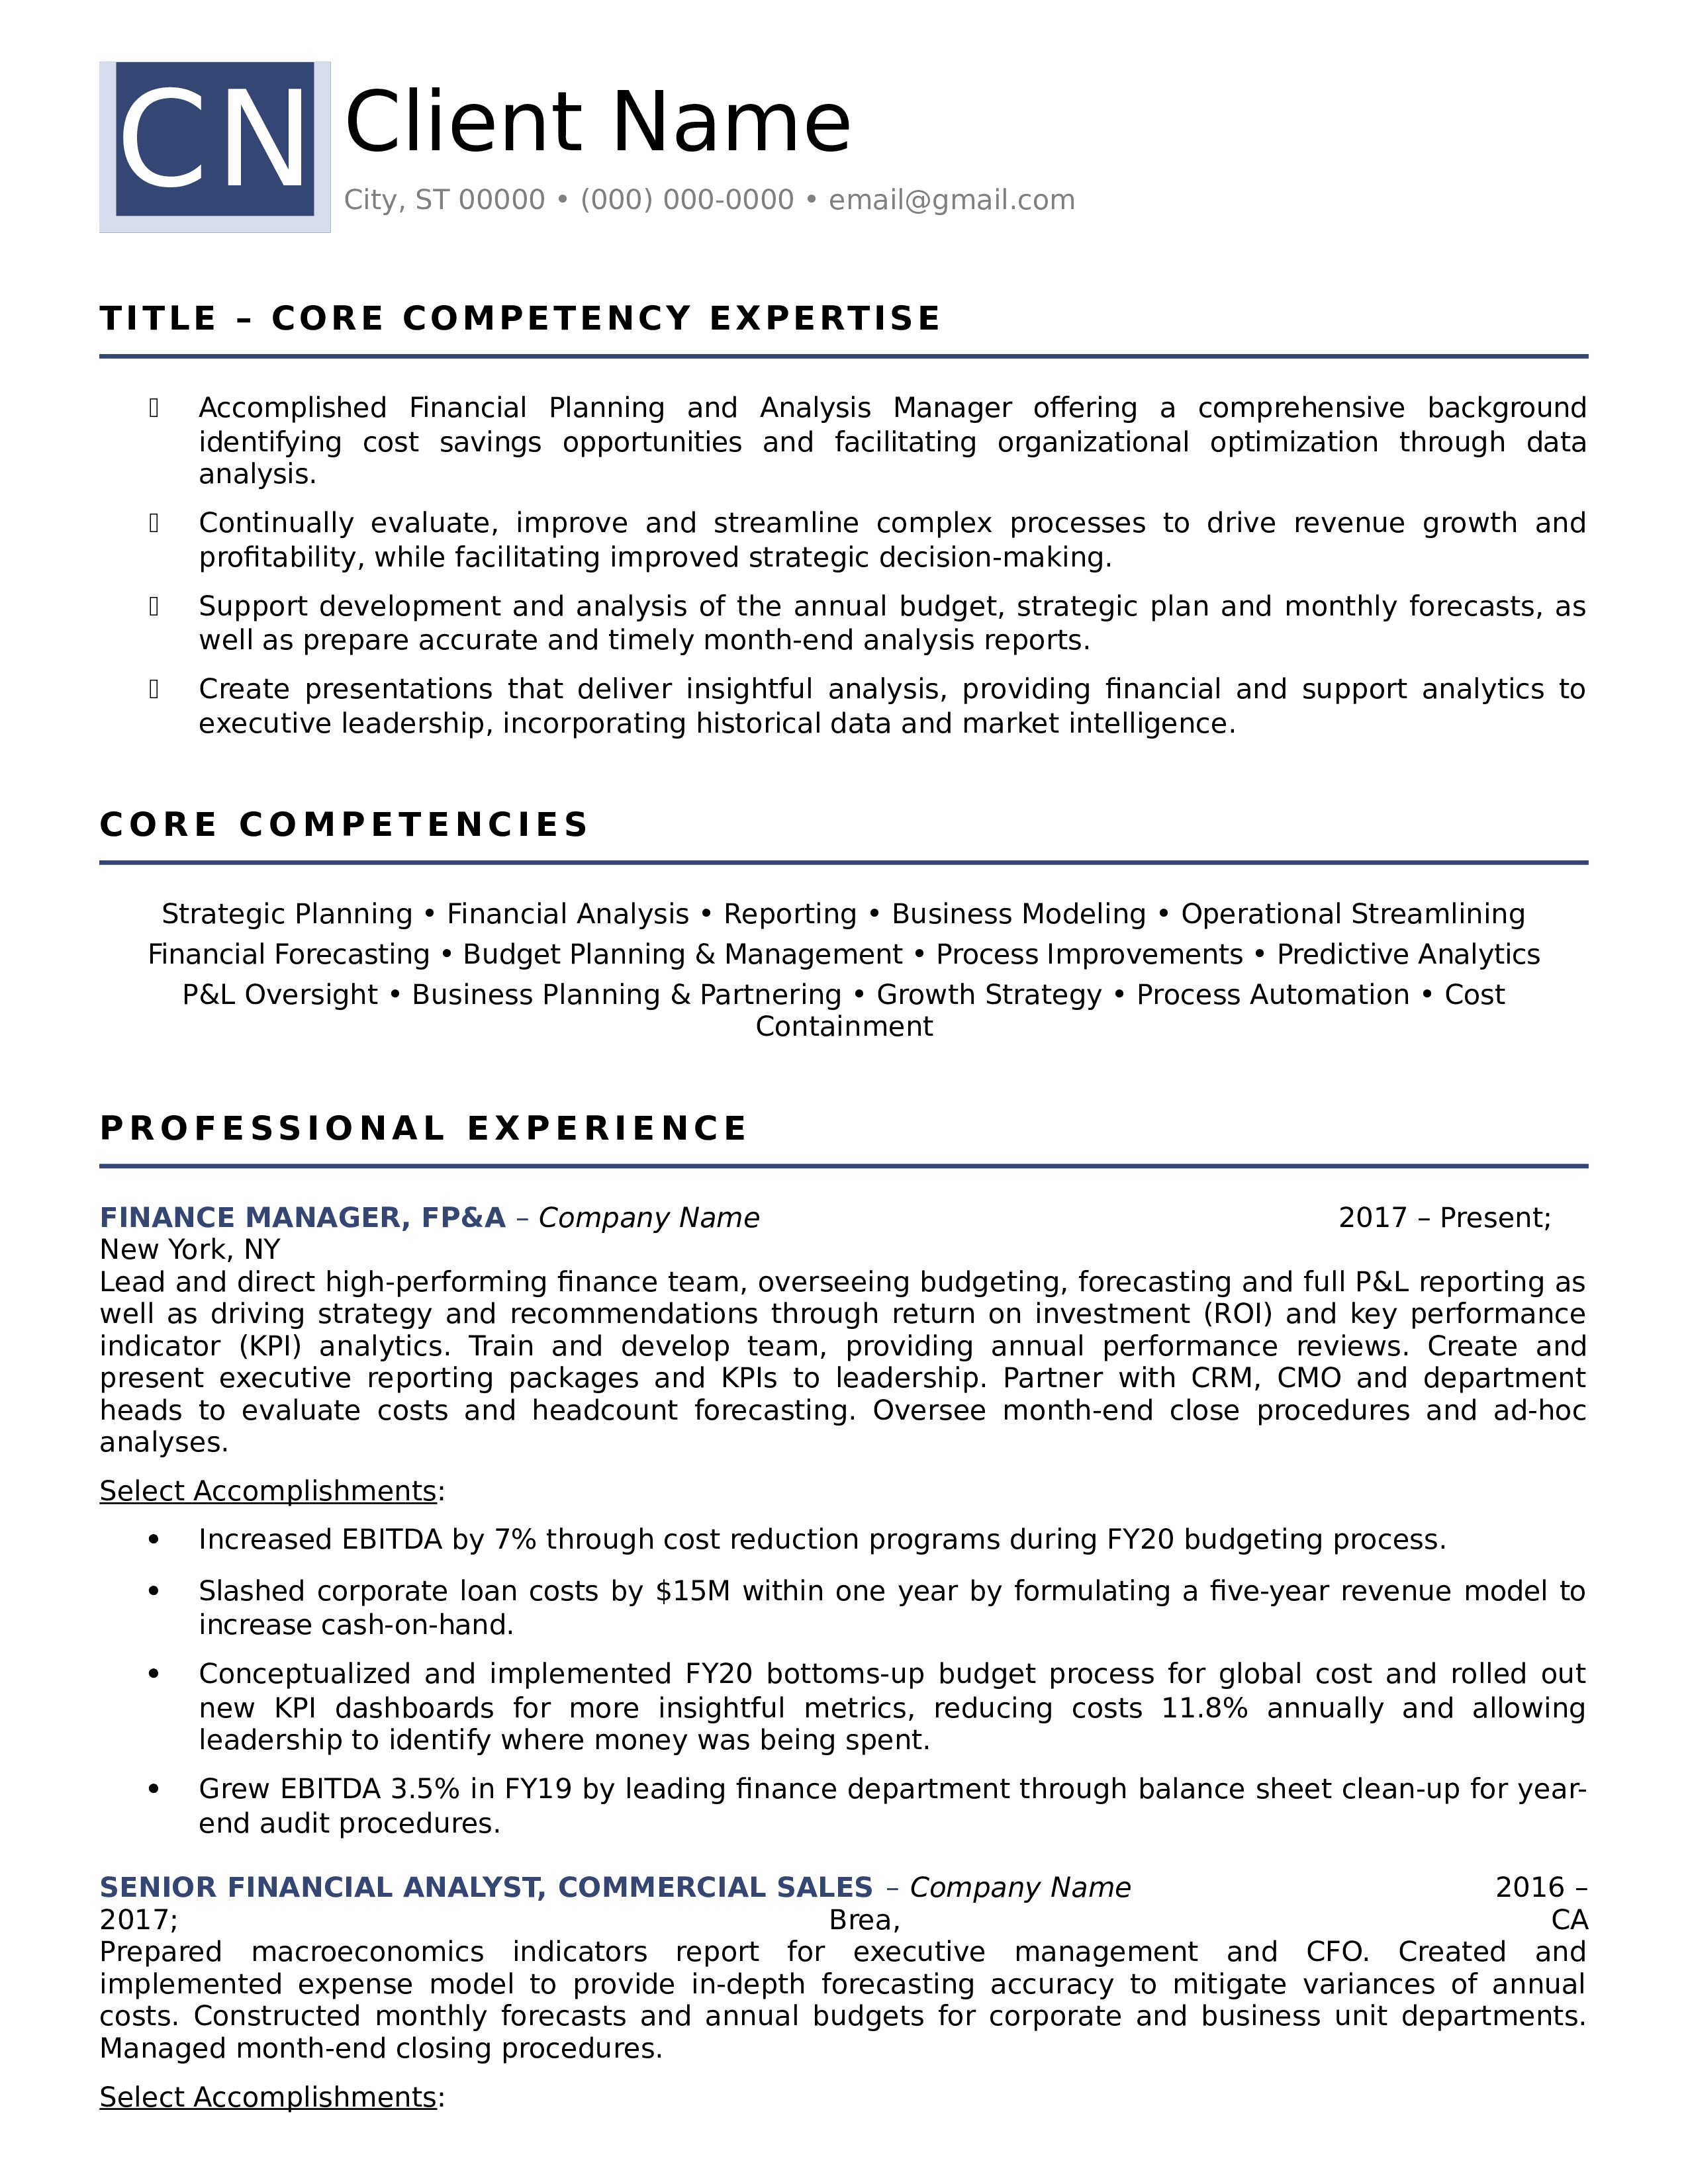 CN
Client Name
City, ST 00000 • (000) 000-0000 • email@gmail.com
TITLE – CORE COMPETENCY EXPERTISE
Accomplished Financial Planning and Analysis Manager offering a comprehensive background
identifying cost savings opportunities and facilitating organizational optimization through data
analysis.
Continually evaluate, improve and streamline complex processes to drive revenue growth and
profitability, while facilitating improved strategic decision-making.
Support development and analysis of the annual budget, strategic plan and monthly forecasts, as
well as prepare accurate and timely month-end analysis reports.
Create presentations that deliver insightful analysis, providing financial and support analytics to
executive leadership, incorporating historical data and market intelligence.
CORE COMPETENCIES
Strategic Planning • Financial Analysis • Reporting • Business Modeling • Operational Streamlining
Financial Forecasting • Budget Planning & Management • Process Improvements • Predictive Analytics
P&L Oversight • Business Planning & Partnering • Growth Strategy • Process Automation • Cost
Containment
PROFESSIONAL EXPERIENCE
FINANCE MANAGER, FP&A – Company Name 2017 – Present;
New York, NY
Lead and direct high-performing finance team, overseeing budgeting, forecasting and full P&L reporting as
well as driving strategy and recommendations through return on investment (ROI) and key performance
indicator (KPI) analytics. Train and develop team, providing annual performance reviews. Create and
present executive reporting packages and KPIs to leadership. Partner with CRM, CMO and department
heads to evaluate costs and headcount forecasting. Oversee month-end close procedures and ad-hoc
analyses.
Select Accomplishments:
• Increased EBITDA by 7% through cost reduction programs during FY20 budgeting process.
• Slashed corporate loan costs by $15M within one year by formulating a five-year revenue model to
increase cash-on-hand.
• Conceptualized and implemented FY20 bottoms-up budget process for global cost and rolled out
new KPI dashboards for more insightful metrics, reducing costs 11.8% annually and allowing
leadership to identify where money was being spent.
• Grew EBITDA 3.5% in FY19 by leading finance department through balance sheet clean-up for year-
end audit procedures.
SENIOR FINANCIAL ANALYST, COMMERCIAL SALES – Company Name 2016 –
2017; Brea, CA
Prepared macroeconomics indicators report for executive management and CFO. Created and
implemented expense model to provide in-depth forecasting accuracy to mitigate variances of annual
costs. Constructed monthly forecasts and annual budgets for corporate and business unit departments.
Managed month-end closing procedures.
Select Accomplishments: